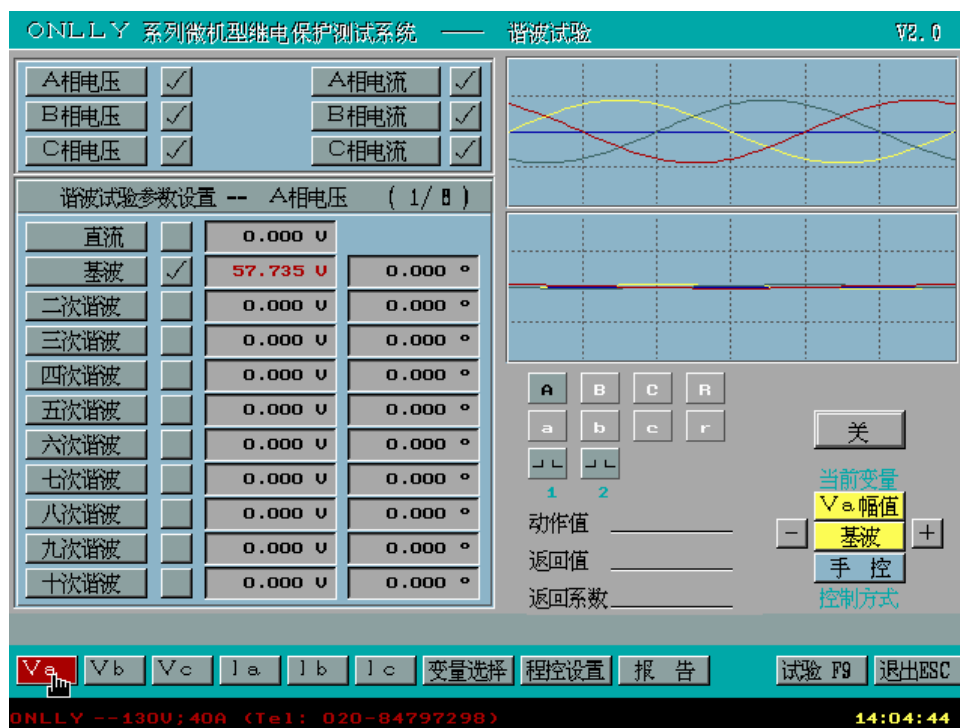 ONLLY 系列微机型继电保护测试系统 —— 谐波试验 V2.0
A相电压 A相电流
B相电压 B相电流
C相电压 C相电流
谐波试验参数设置 -- A相电压 ( 1/ 8 )
直流 0.000 V
基波 57.735 V 0.000 °
二次谐波 0.000 V 0.000 °
三次谐波 0.000 V 0.000 °
四次谐波 0.000 V 0.000 °
五次谐波 0.000 V 0.000 °
六次谐波 0.000 V 0.000 °
七次谐波 0.000 V 0.000 °
八次谐波 0.000 V 0.000 °
九次谐波 0.000 V 0.000 °
十次谐波 0.000 V 0.000 °
A B C R
a b c r
1 2
动作值
返回值
返回系数
关
当前变量
Va幅值
- 基波 +
手 控
控制方式
Va Vb Vc Ia Ib Ic 变量选择 程控设置 报 告 试验 F9 退出ESC
ONLLY --130V;40A (Tel: 020-84797298) 14:04:44